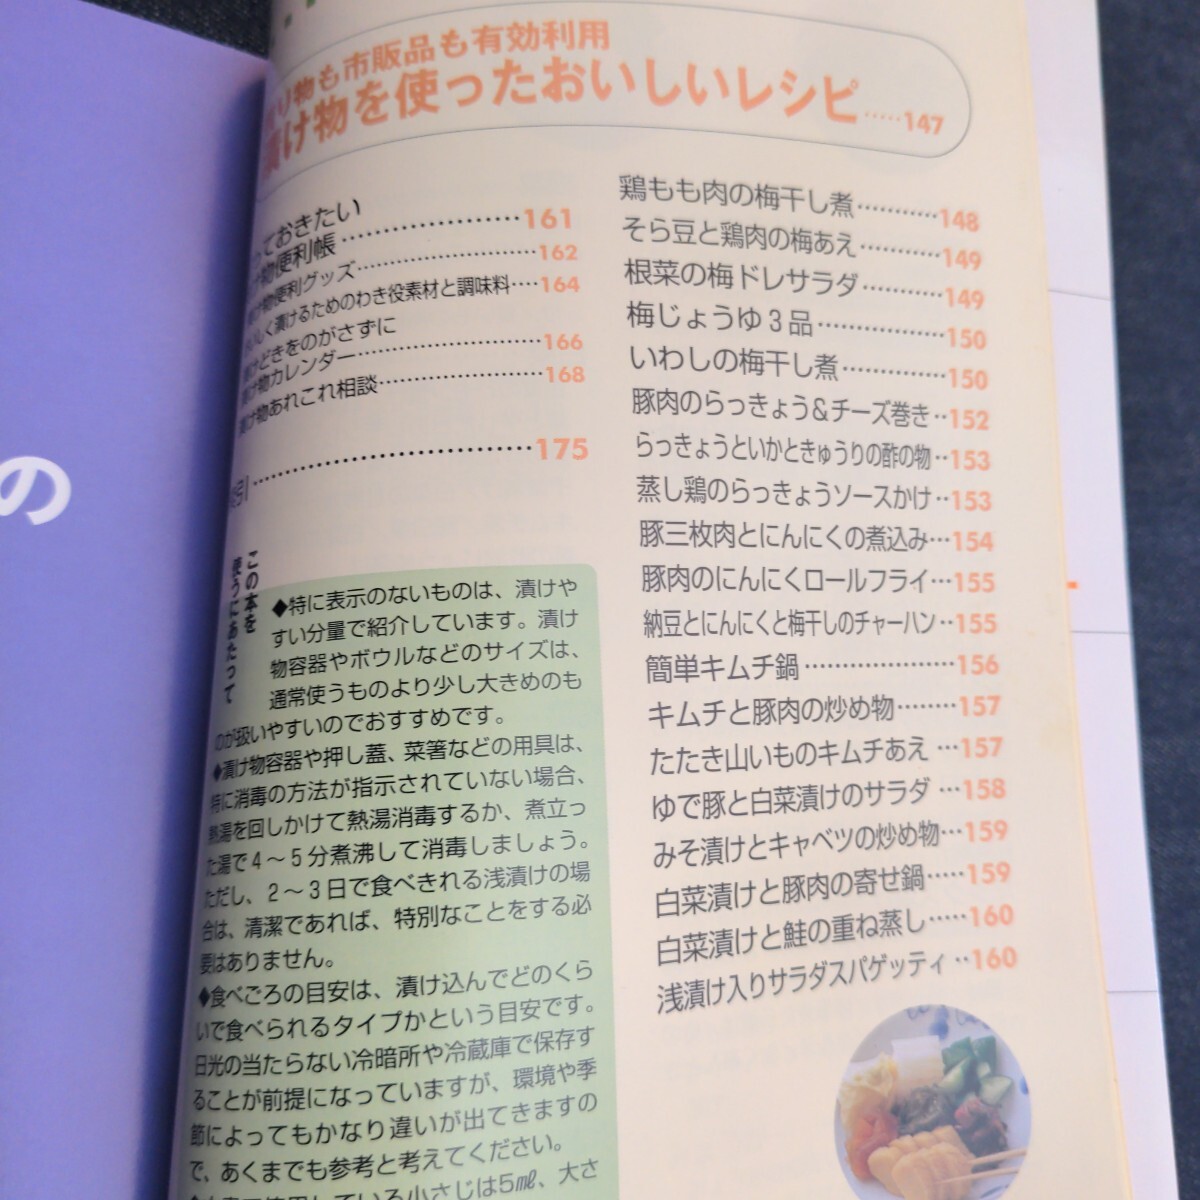 り物も市販品も有効利用
漬け物を使ったおいしいレシピ……147
ておきたい
物便利帳…………………161
け物便利グッズ…………………162
しく漬けるためのわき役素材と調味料…164
どきをのがさずに
け物カレンダー…………………166
け物あれこれ相談…………………168
引…………………175
この本を
使うにあたって
◆特に表示のないものは、漬けや
すい分量で紹介しています。漬け
物容器やボウルなどのサイズは、
通常使うものより少し大きめのも
のが扱いやすいのでおすすめです。
◆漬け物容器や押し蓋、菜箸などの用具は、
特に消毒の方法が指示されていない場合、
熱湯を回しかけて熱湯消毒するか、煮立っ
た湯で4〜5分煮沸して消毒しましょう。
ただし、2〜3日で食べきれる浅漬けの場
合は、清潔であれば、特別なことをする必
要はありません。
◆食べごろの目安は、漬け込んでどのくら
いで食べられるタイプかという目安です。
日光の当たらない冷暗所や冷蔵庫で保存す
ることが前提になっていますが、環境や季
節によってもかなり違いが出てきますの
で、あくまでも参考と考えてください。
使用している小さじは5㎖、大さ
鶏もも肉の梅干し煮…………148
そら豆と鶏肉の梅あえ…………149
根菜の梅ドレサラダ…………149
梅じょうゆ3品………………150
いわしの梅干し煮……………150
豚肉のらっきょう&チーズ巻き‥152
らっきょうといかときゅうりの酢の物‥153
蒸し鶏のらっきょうソースかけ‥153
豚三枚肉とにんにくの煮込み…154
豚肉のにんにくロールフライ…155
納豆とにんにくと梅干しのチャーハン‥155
簡単キムチ鍋…………………156
キムチと豚肉の炒め物………157
たたき山いものキムチあえ…157
ゆで豚と白菜漬けのサラダ…158
みそ漬けとキャベツの炒め物…159
白菜漬けと豚肉の寄せ鍋……159
白菜漬けと鮭の重ね蒸し……160
浅漬け入りサラダスパゲッティ‥160
の